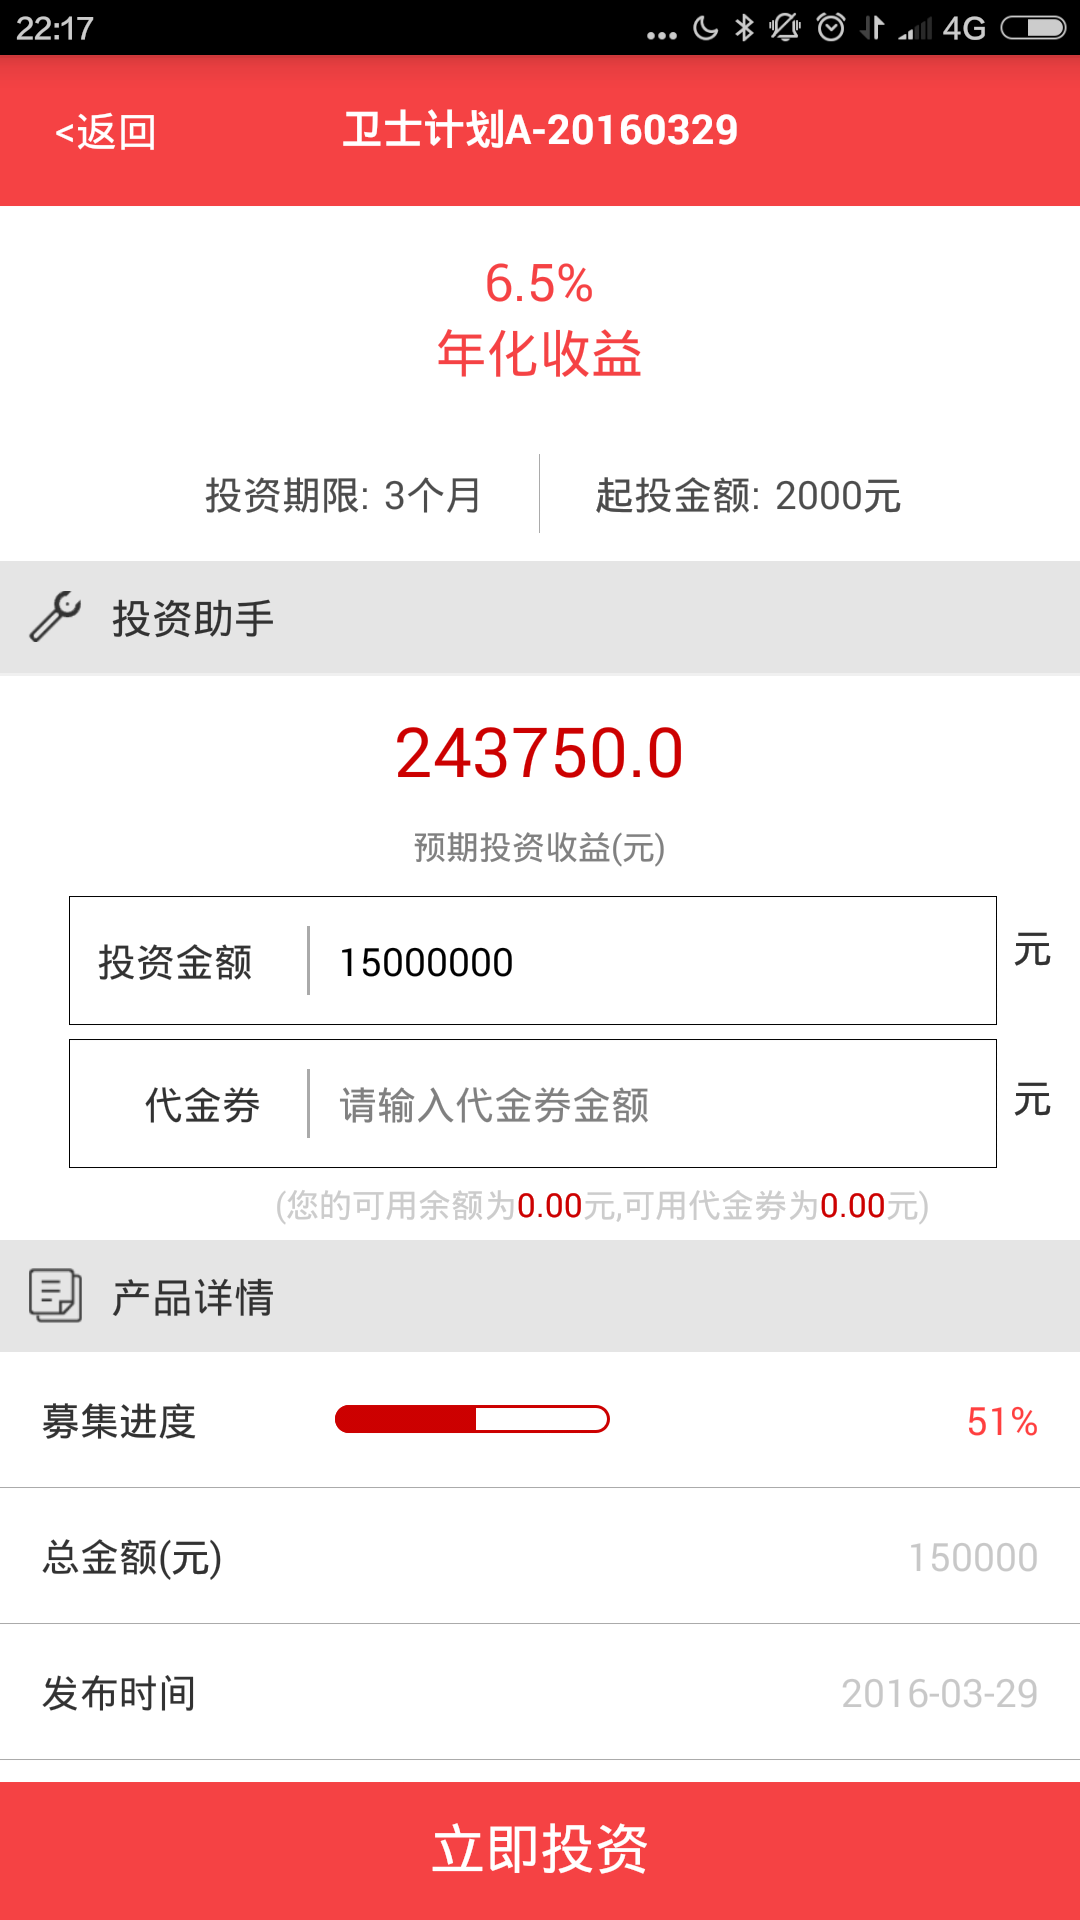 22:17 ... 4G
<返回 卫士计划A-20160329
6.5%
年化收益
投资期限: 3个月 起投金额: 2000元
投资助手
243750.0
预期投资收益(元)
投资金额 15000000 元
代金券 请输入代金券金额 元
(您的可用余额为0.00元,可用代金券为0.00元)
产品详情
募集进度 51%
总金额(元) 150000
发布时间 2016-03-29
立即投资